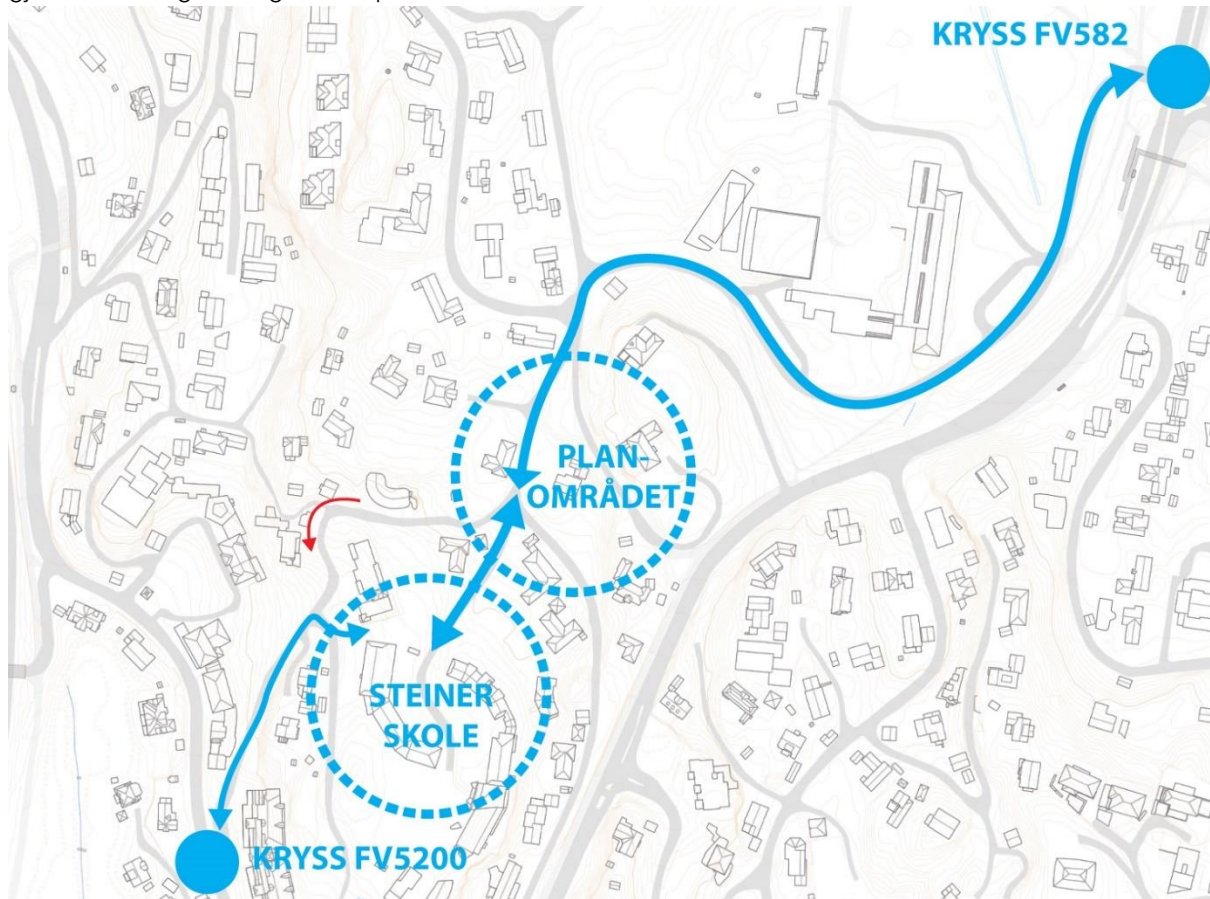 KRYSS FV582
PLAN-
OMRÅDET
STEINER
SKOLE
KRYSS FV5200